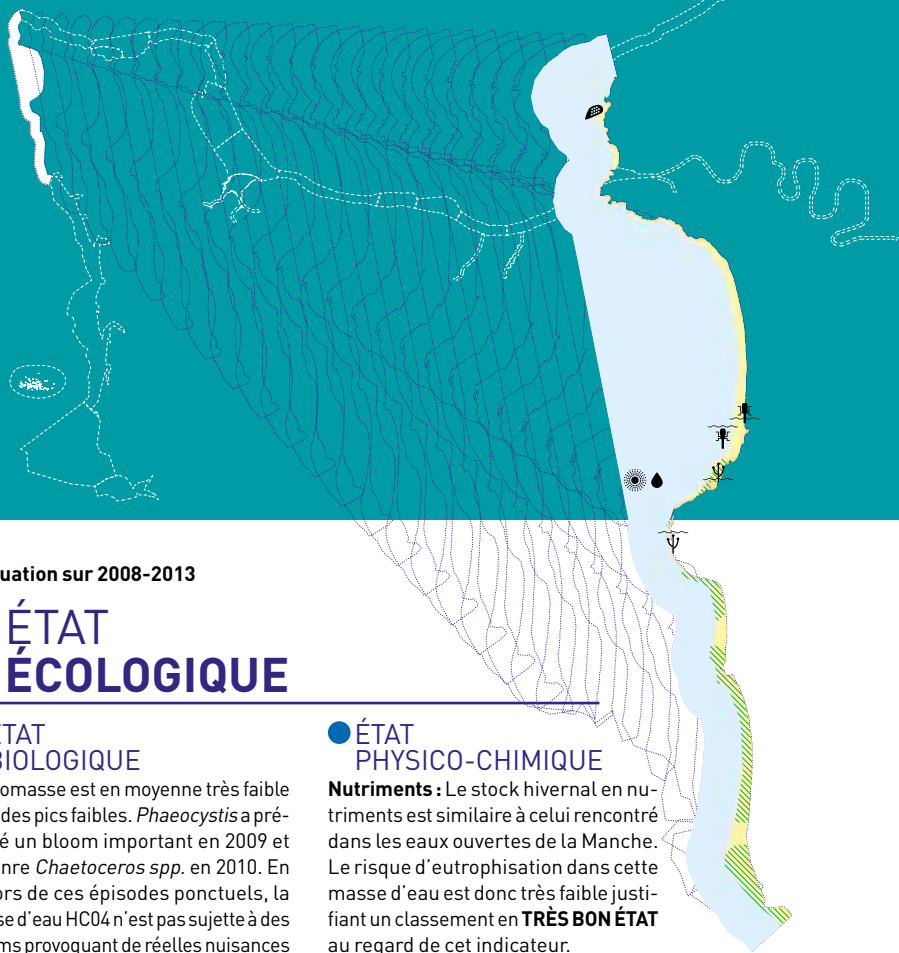 uation sur 2008-2013
ÉTAT
ÉCOLOGIQUE
ÉTAT
BIOLOGIQUE
omasse est en moyenne très faible
des pics faibles. Phaeocystis a pré-
é un bloom important en 2009 et
nre Chaetoceros spp. en 2010. En
ors de ces épisodes ponctuels, la
se d'eau HC04 n'est pas sujette à des
ms provoquant de réelles nuisances
ÉTAT
PHYSICO-CHIMIQUE
Nutriments : Le stock hivernal en nu-
triments est similaire à celui rencontré
dans les eaux ouvertes de la Manche.
Le risque d'eutrophisation dans cette
masse d'eau est donc très faible justi-
fiant un classement en TRÈS BON ÉTAT
au regard de cet indicateur.